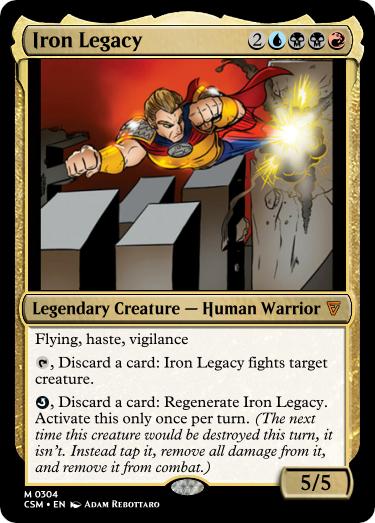 Iron Legacy 2
Legendary Creature — Human Warrior
Flying, haste, vigilance
, Discard a card: Iron Legacy fights target
creature.
, Discard a card: Regenerate Iron Legacy.
Activate this only once per turn. (The next
time this creature would be destroyed this turn, it
isn't. Instead tap it, remove all damage from it,
and remove it from combat.)
5/5
M 0304
CSM • EN Adam Rebottaro